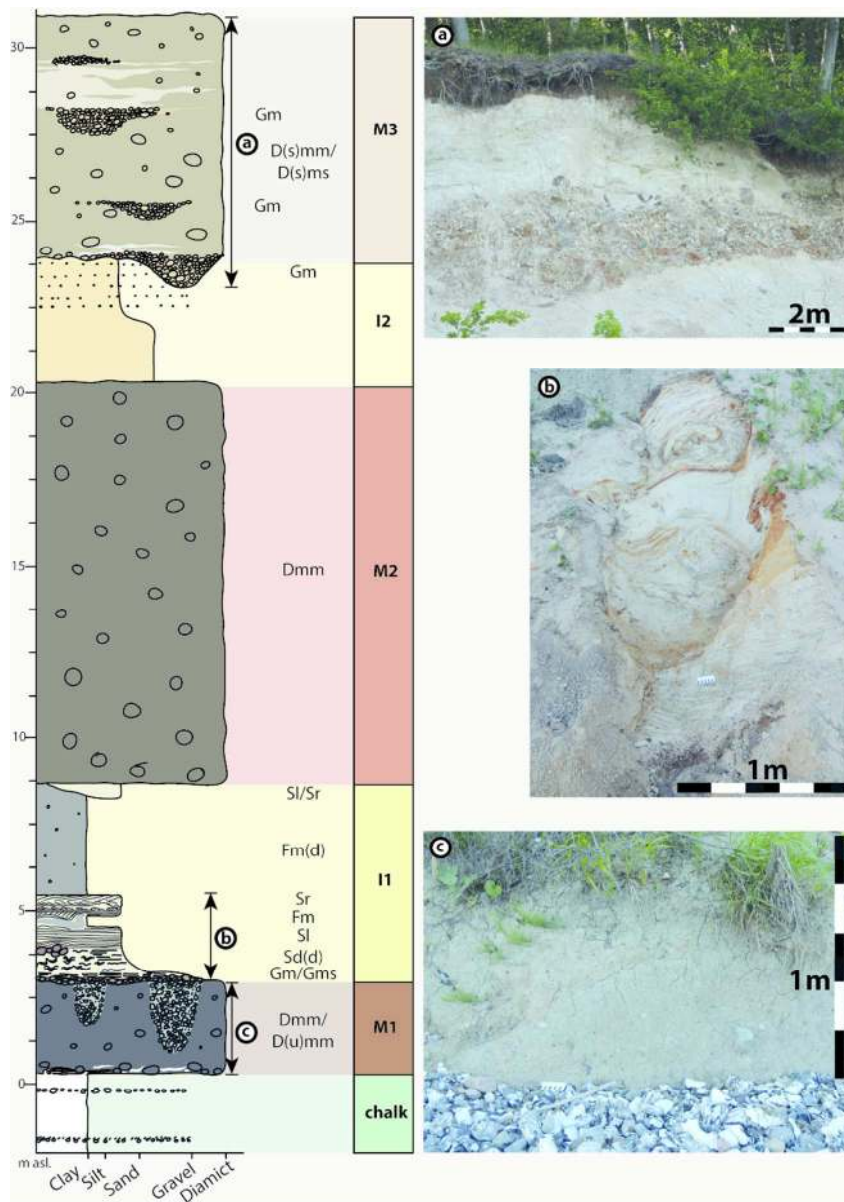 30
25
20
15
10
5
0
m asl.
Clay
Silt
Sand
Gravel
Diamict
a
b
c
Gm
D(s)mm/
D(s)ms
Gm
Gm
Dmm
Sl/Sr
Fm(d)
Sr
Fm
Sl
Sd(d)
Gm/Gms
Dmm/
D(u)mm
M3
I2
M2
I1
M1
chalk
a
2m
b
1m
c
1m